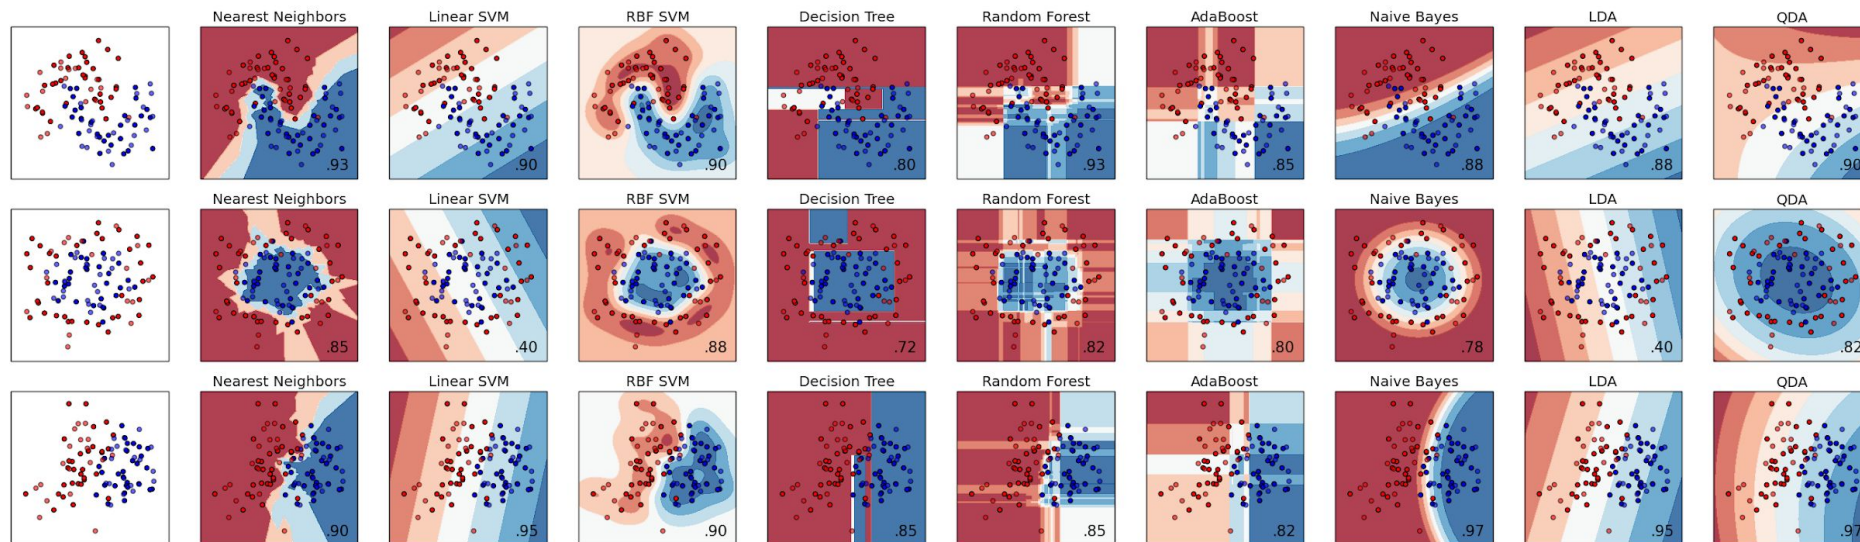 Nearest Neighbors Linear SVM RBF SVM Decision Tree Random Forest AdaBoost Naive Bayes LDA QDA
.93 .90 .90 .80 .93 .85 .88 .88 .90
Nearest Neighbors Linear SVM RBF SVM Decision Tree Random Forest AdaBoost Naive Bayes LDA QDA
.85 .40 .88 .72 .82 .80 .78 .40 .82
Nearest Neighbors Linear SVM RBF SVM Decision Tree Random Forest AdaBoost Naive Bayes LDA QDA
.90 .95 .90 .85 .85 .82 .97 .95 .97